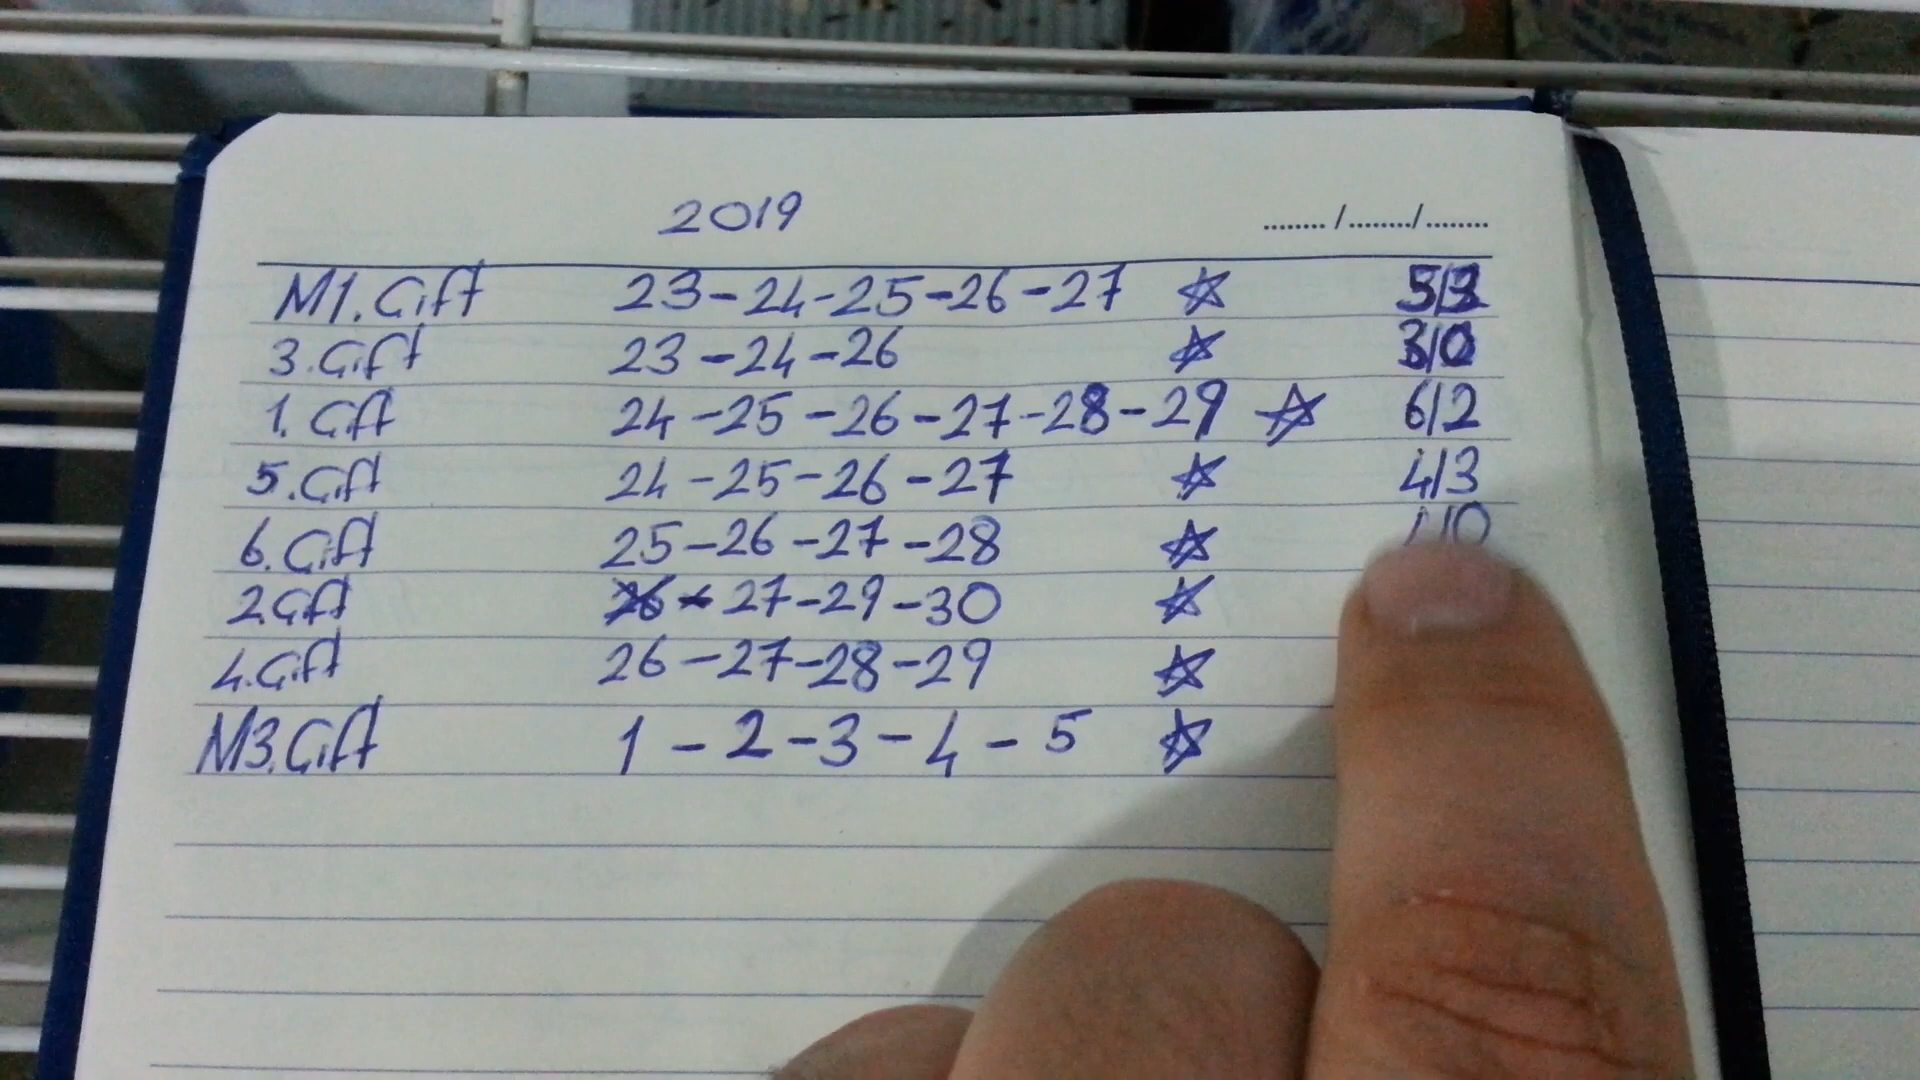 2019 ......../......../........
M1.Çift 23-24-25-26-27 ☆ 5/3
3.Çift 23-24-26 ☆ 3/0
1.Çift 24-25-26-27-28-29 ☆ 6/2
5.Çift 24-25-26-27 ☆ 4/3
6.Çift 25-26-27-28 ☆
2.Çift 27-29-30 ☆
4.Çift 26-27-28-29 ☆
M3.Çift 1-2-3-4-5 ☆